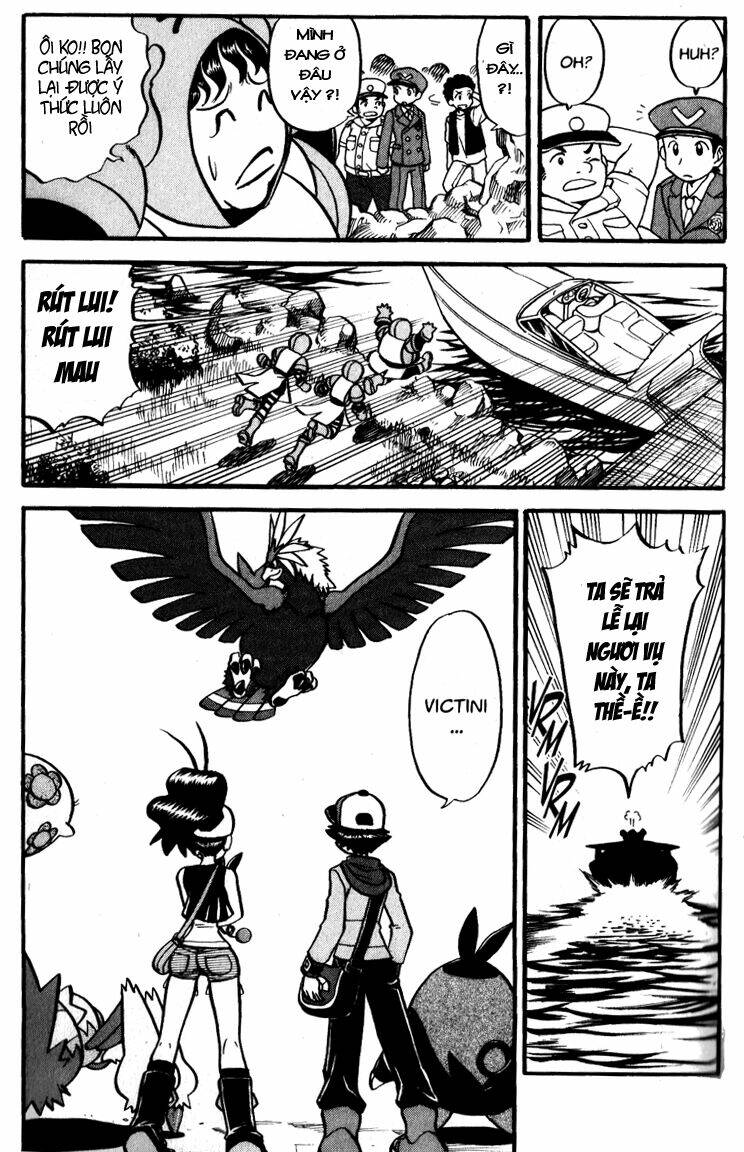 HUH?
OH?
GÌ
ĐÂY...
?!
MÌNH
ĐANG Ở
ĐÂU
VẬY ?!
ÔI KO!! BỌN
CHÚNG LẤY
LẠI ĐƯỢC Ý
THỨC LUÔN
RỒI
RÚT LUI!
RÚT LUI
MAU
TA SẼ TRẢ
LỄ LẠI
NGƯƠI VỤ
NÀY, TA
THỀ-Ề!!
VRM
VRM
VICTINI
...